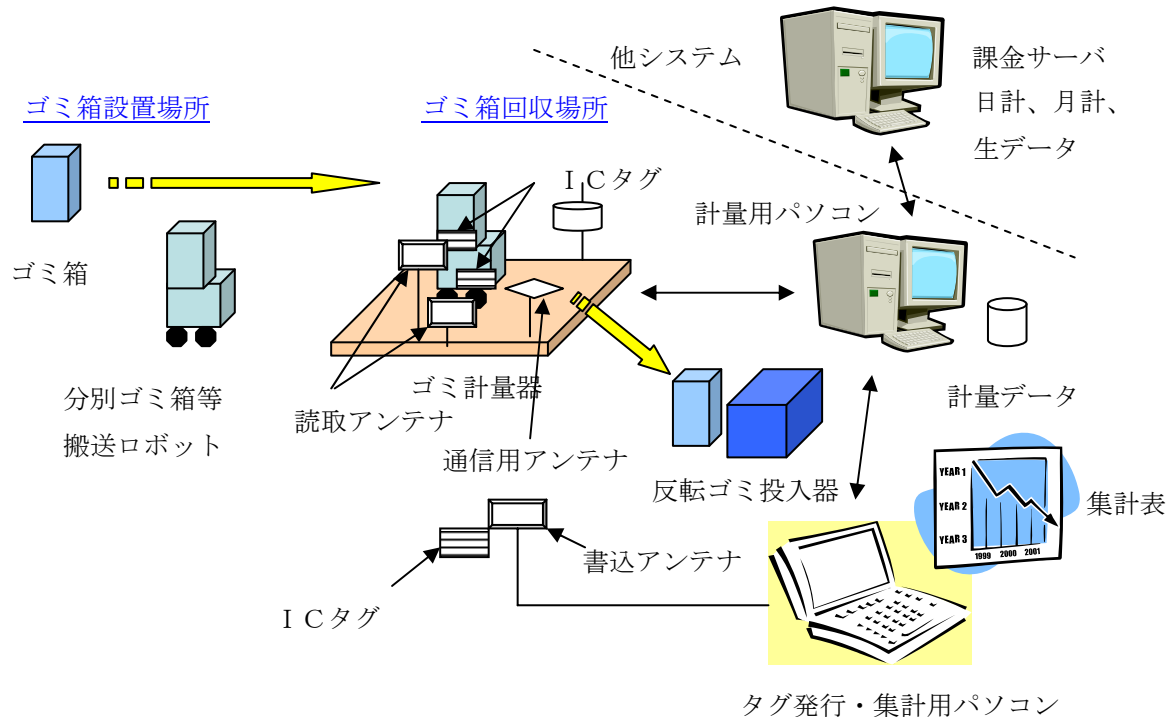 他システム
課金サーバ
日計、月計、
生データ
ゴミ箱設置場所
ゴミ箱回収場所
ＩＣタグ
計量用パソコン
ゴミ箱
ゴミ計量器
計量データ
分別ゴミ箱等
搬送ロボット
読取アンテナ
通信用アンテナ
反転ゴミ投入器
YEAR 1
YEAR 2
YEAR 3
1999 2000 2001
集計表
書込アンテナ
ＩＣタグ
タグ発行・集計用パソコン